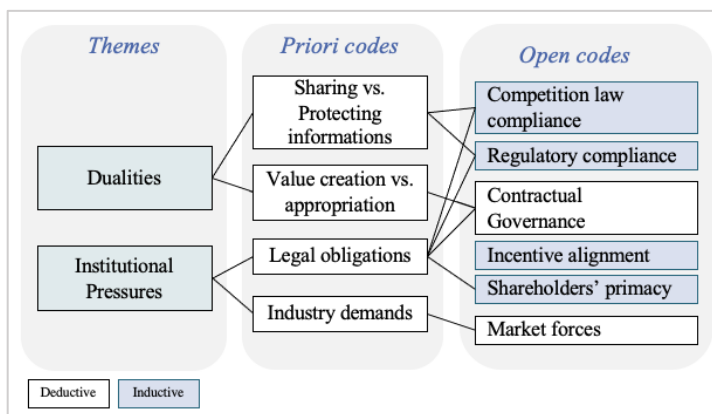 Themes
Priori codes
Open codes
Dualities
Institutional
Pressures
Sharing vs.
Protecting
informations
Value creation vs.
appropriation
Legal obligations
Industry demands
Competition law
compliance
Regulatory compliance
Contractual
Governance
Incentive alignment
Shareholders’ primacy
Market forces
Deductive
Inductive